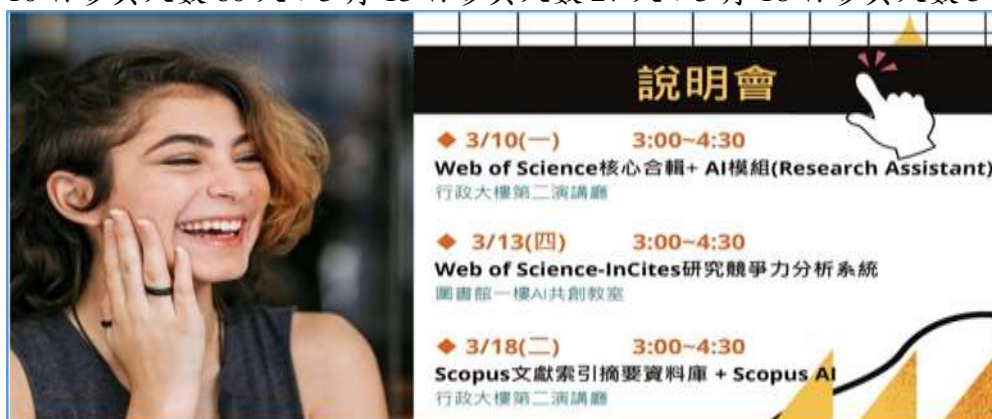 說明會
◆ 3/10(一) 3:00~4:30
Web of Science核心合輯+ AI模組(Research Assistant)
行政大樓第二演講廳
◆ 3/13(四) 3:00~4:30
Web of Science-InCites研究競爭力分析系統
圖書館一樓AI共創教室
◆ 3/18(二) 3:00~4:30
Scopus文獻索引摘要資料庫 + Scopus AI
行政大樓第二演講廳